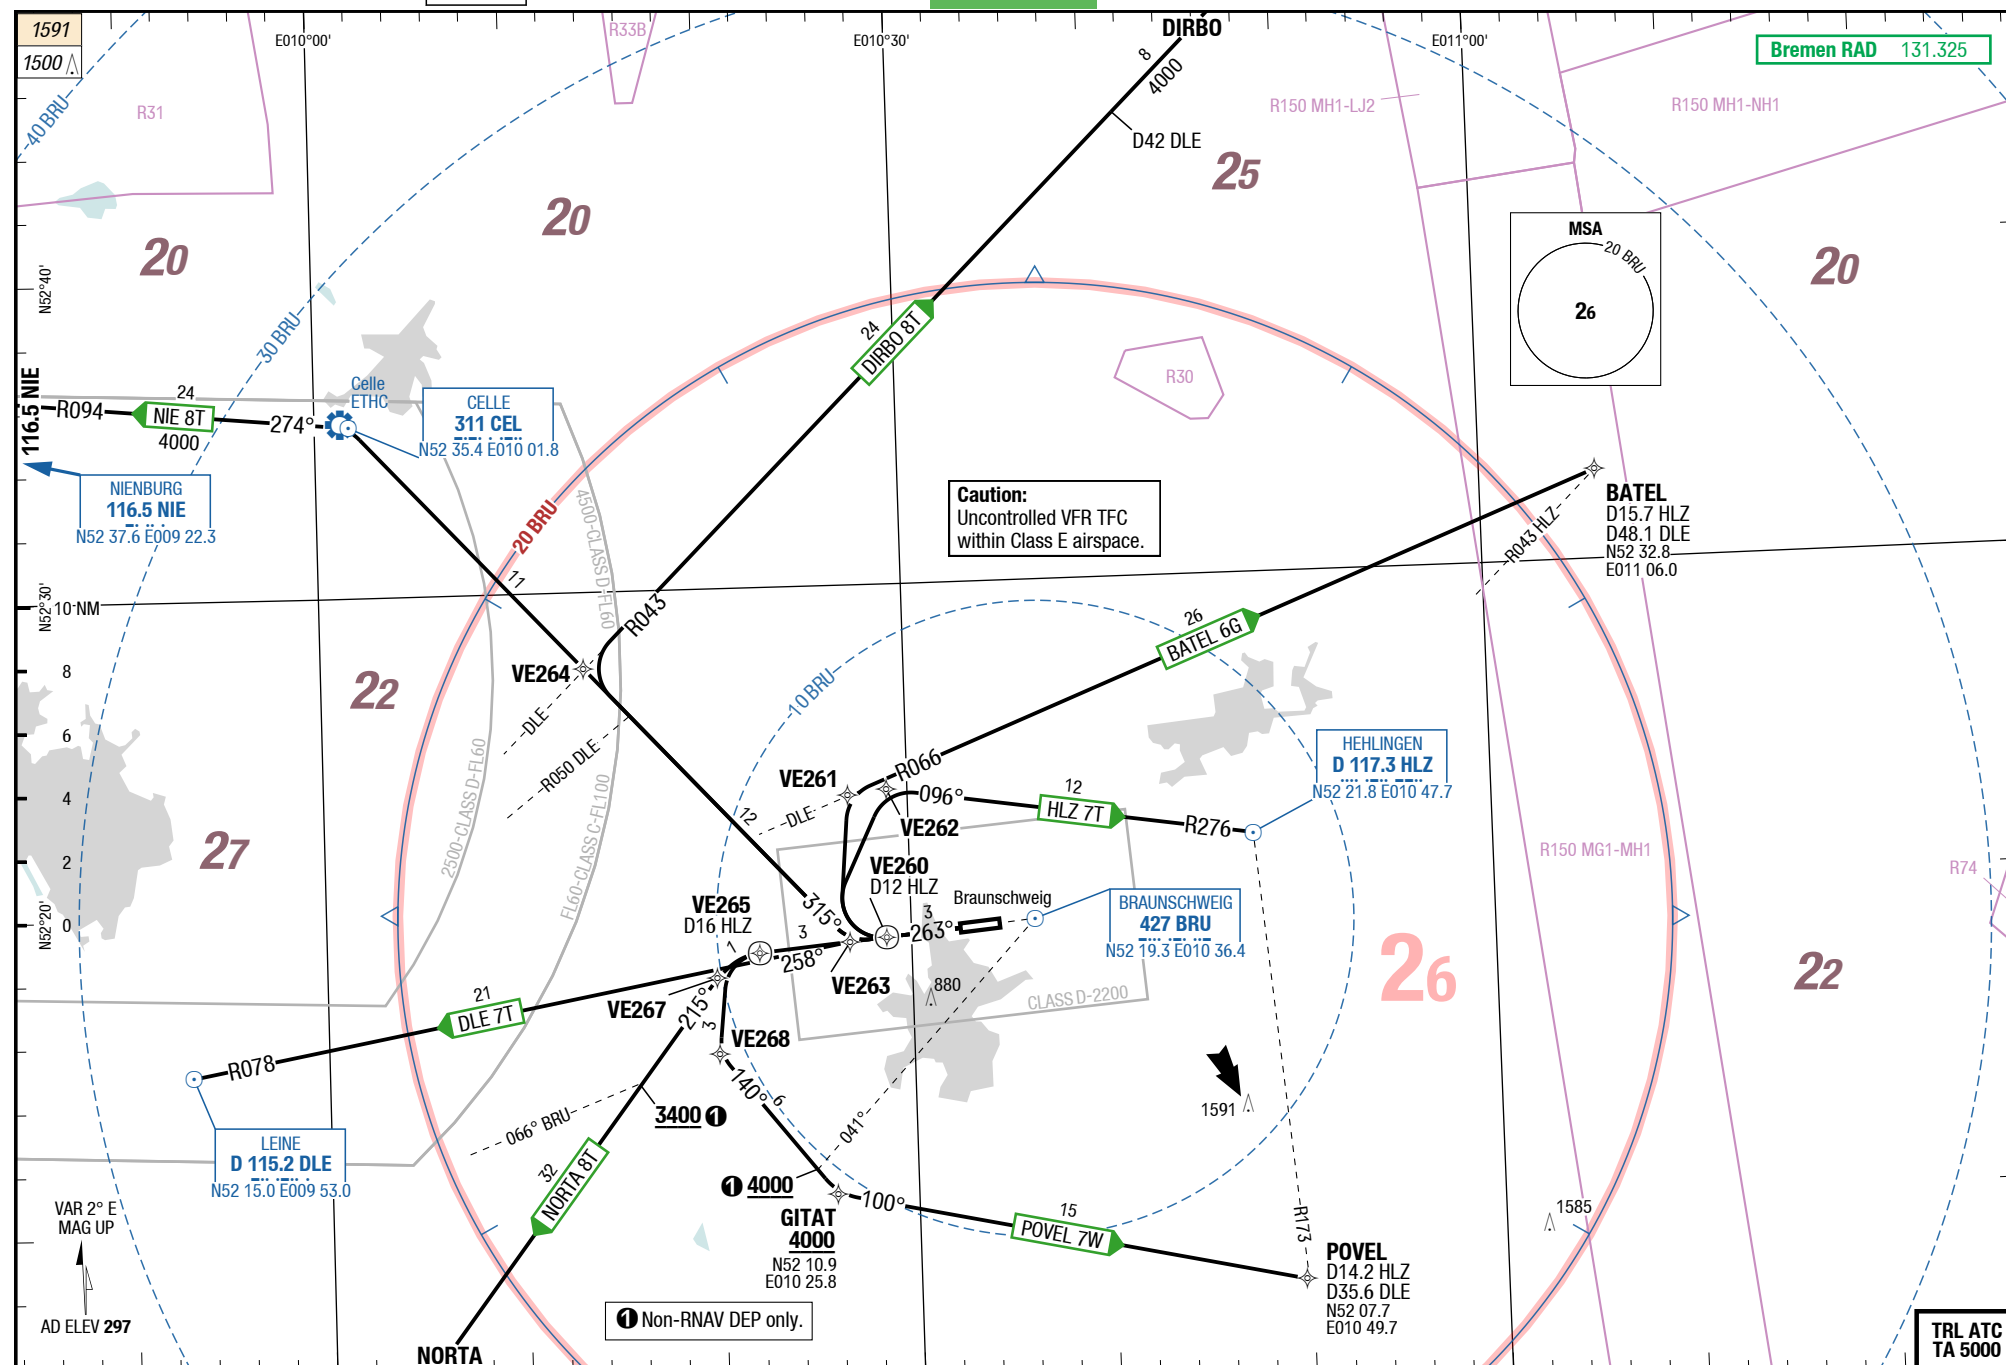 1591
1500
E010°00'
R33B
E010°30'
DIRBO
8
4000
E011°00'
Bremen RAD 131.325
40 BRU
R31
D42 DLE
R150 MH1-LJ2
R150 MH1-NH1
25
20
20
20
MSA
20 BRU
26
N52°40'
30 BRU
24
DIRBO 8T
R30
116.5 NIE
R094
24
NIE 8T
4000
274°
Celle
ETHC
CELLE
311 CEL
N52 35.4 E010 01.8
NIENBURG
116.5 NIE
N52 37.6 E009 22.3
20 BRU
4500-CLASS D-FL60
Caution:
Uncontrolled VFR TFC
within Class E airspace.
BATEL
D15.7 HLZ
D48.1 DLE
N52 32.8
E011 06.0
R043 HLZ
11
N52°30'
10 NM
8
6
4
2
0
R043
26
BATEL 6G
VE264
22
DLE
R050 DLE
10 BRU
2500-CLASS D-FL60
FL60-CLASS C-FL100
12
VE261
R066
DLE
096°
VE262
12
HLZ 7T
R276
HEHLINGEN
D 117.3 HLZ
N52 21.8 E010 47.7
27
R150 MG1-MH1
R74
VE260
D12 HLZ
315°
VE265
D16 HLZ
3
258°
1
3
263°
Braunschweig
BRAUNSCHWEIG
427 BRU
N52 19.3 E010 36.4
N52°20'
VE263
880
CLASS D-2200
26
22
VE267
215°
3
VE268
21
DLE 7T
R078
140°
6
066° BRU
3400 1
041°
1591
LEINE
D 115.2 DLE
N52 15.0 E009 53.0
32
NORTA 8T
1 4000
100°
GITAT
4000
N52 10.9
E010 25.8
15
POVEL 7W
R173
1585
POVEL
D14.2 HLZ
D35.6 DLE
N52 07.7
E010 49.7
VAR 2° E
MAG UP
AD ELEV 297
1 Non-RNAV DEP only.
NORTA
TRL ATC
TA 5000